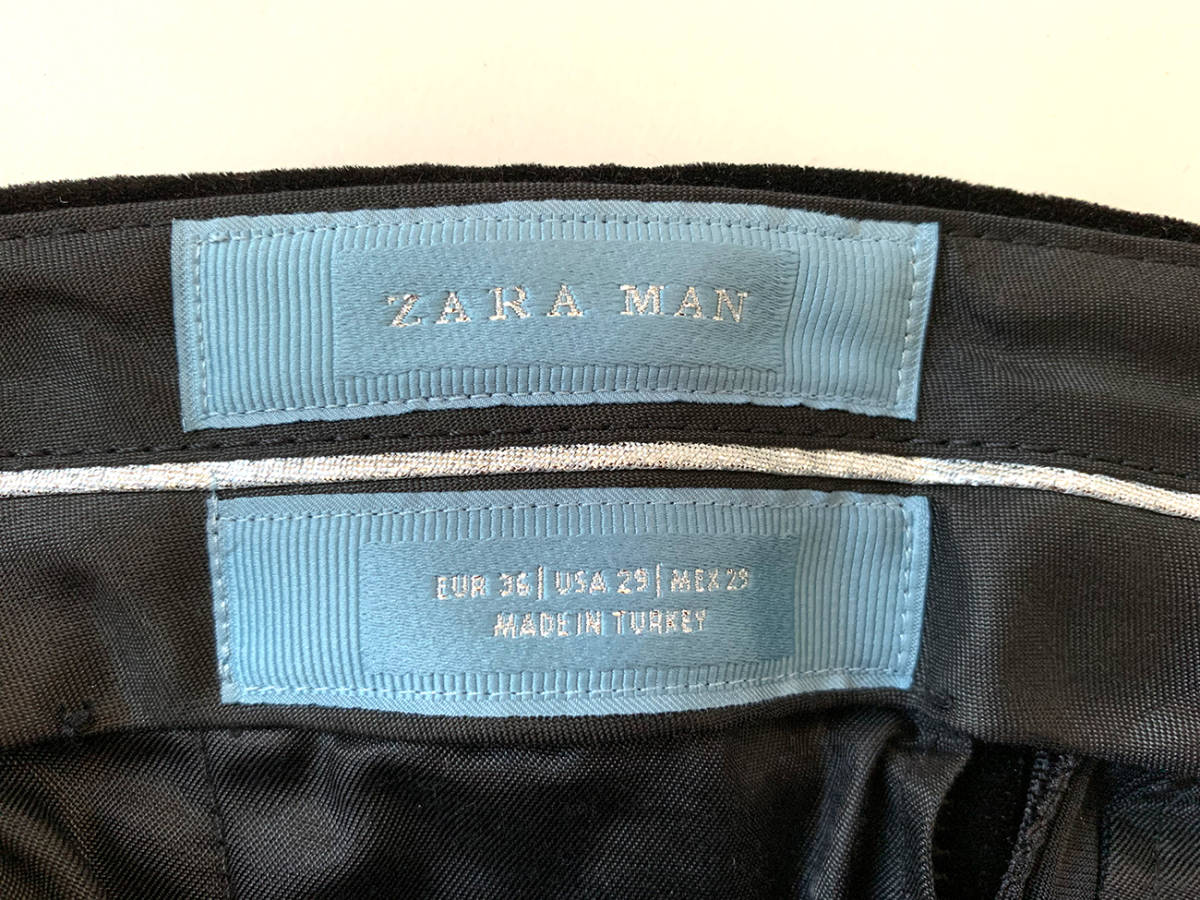 ZARA MAN
EUR 36 | USA 29 | MEX 29
MADE IN TURKEY